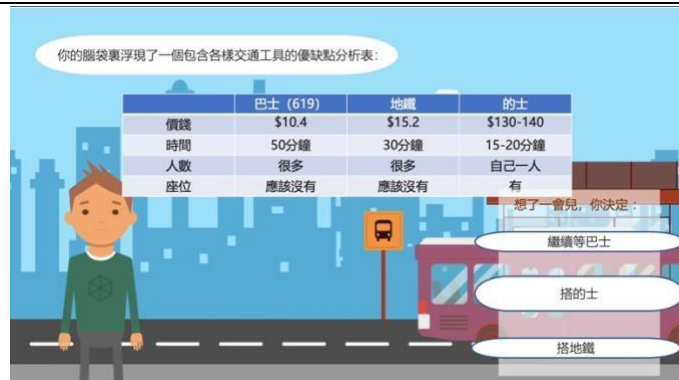 你的腦袋裏浮現了一個包含各樣交通工具的優缺點分析表：
巴士（619） 地鐵 的士
價錢 $10.4 $15.2 $130-140
時間 50分鐘 30分鐘 15-20分鐘
人數 很多 很多 自己一人
座位 應該沒有 應該沒有 有
想了一會兒，你決定：
繼續等巴士
搭的士
搭地鐵